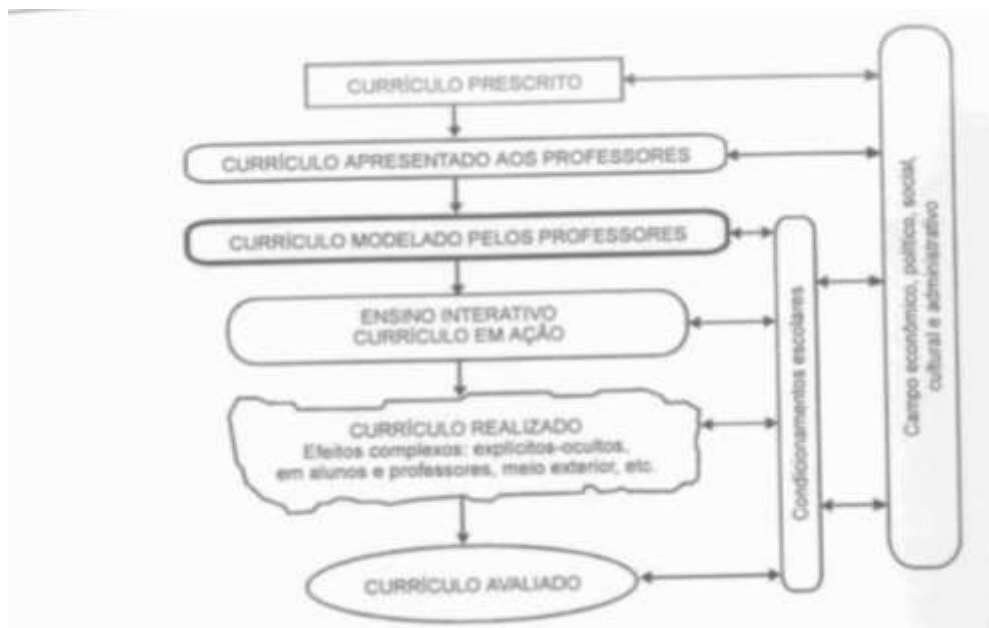 CURRÍCULO PRESCRITO
CURRÍCULO APRESENTADO AOS PROFESSORES
CURRÍCULO MODELADO PELOS PROFESSORES
ENSINO INTERATIVO
CURRÍCULO EM AÇÃO
CURRÍCULO REALIZADO
Efeitos complexos: explícitos-ocultos,
em alunos e professores, meio exterior, etc.
CURRÍCULO AVALIADO
Condicionamentos escolares
Campo econômico, político, social,
cultural e administrativo